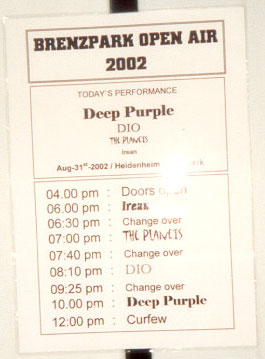 BRENZPARK OPEN AIR
2002
TODAY'S PERFORMANCE
Deep Purple
DIO
THE PLANETS
Irean
Aug-31st-2002 / Heidenheim
04.00 pm : Doors open
06.00 pm : Irean
06:30 pm : Change over
07:00 pm : THE PLANETS
07:40 pm : Change over
08:10 pm : DIO
09:25 pm : Change over
10.00 pm : Deep Purple
12:00 pm : Curfew